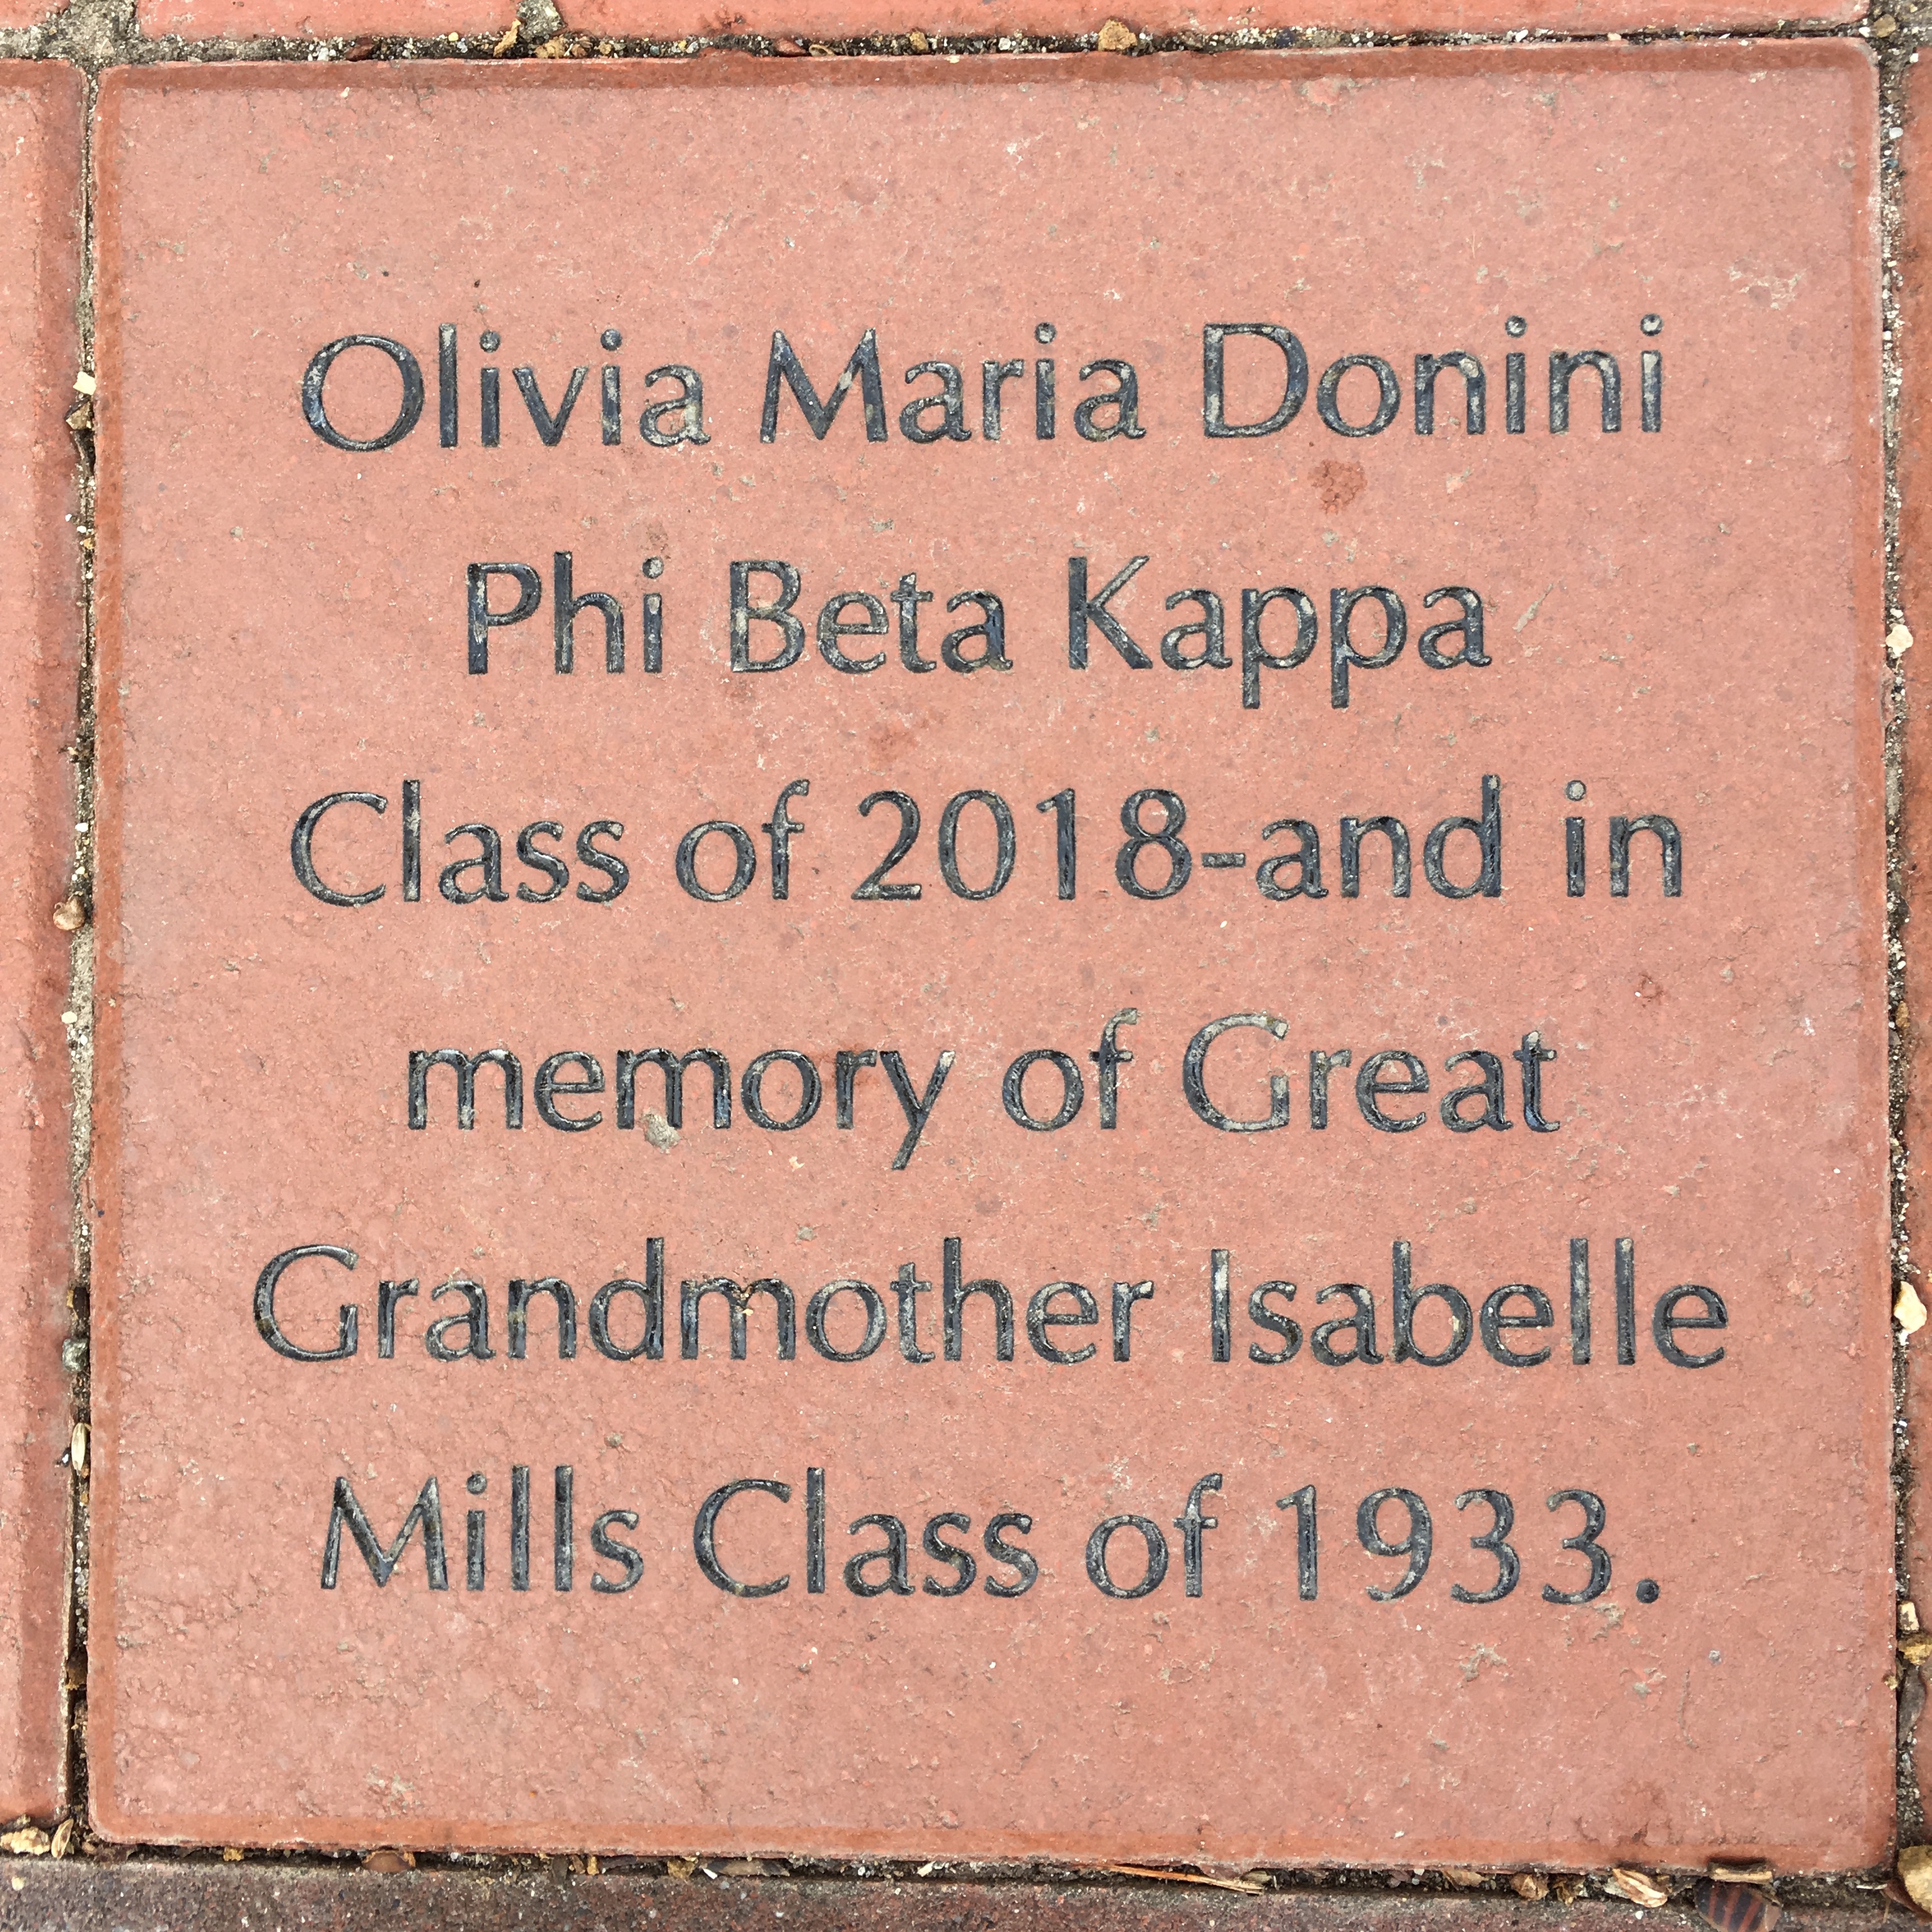 Olivia Maria Donini
Phi Beta Kappa
Class of 2018-and in
memory of Great
Grandmother Isabelle
Mills Class of 1933.